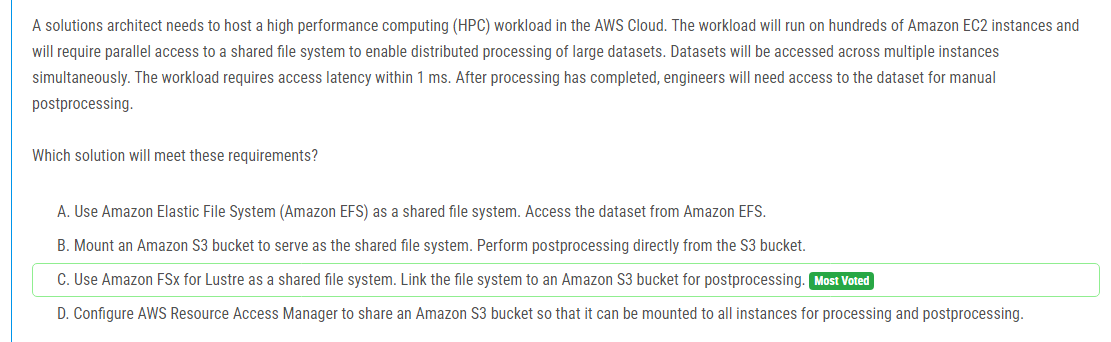 A solutions architect needs to host a high performance computing (HPC) workload in the AWS Cloud. The workload will run on hundreds of Amazon EC2 instances and
will require parallel access to a shared file system to enable distributed processing of large datasets. Datasets will be accessed across multiple instances
simultaneously. The workload requires access latency within 1 ms. After processing has completed, engineers will need access to the dataset for manual
postprocessing.
Which solution will meet these requirements?
A. Use Amazon Elastic File System (Amazon EFS) as a shared file system. Access the dataset from Amazon EFS.
B. Mount an Amazon S3 bucket to serve as the shared file system. Perform postprocessing directly from the S3 bucket.
C. Use Amazon FSx for Lustre as a shared file system. Link the file system to an Amazon S3 bucket for postprocessing. Most Voted
D. Configure AWS Resource Access Manager to share an Amazon S3 bucket so that it can be mounted to all instances for processing and postprocessing.